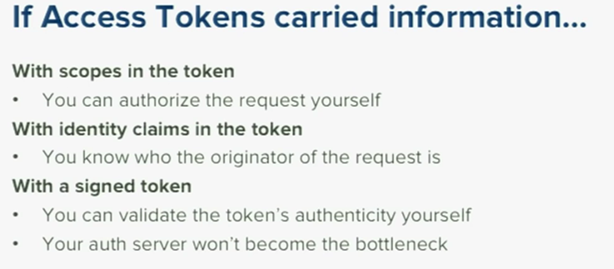 If Access Tokens carried information...
With scopes in the token
• You can authorize the request yourself
With identity claims in the token
• You know who the originator of the request is
With a signed token
• You can validate the token's authenticity yourself
• Your auth server won't become the bottleneck